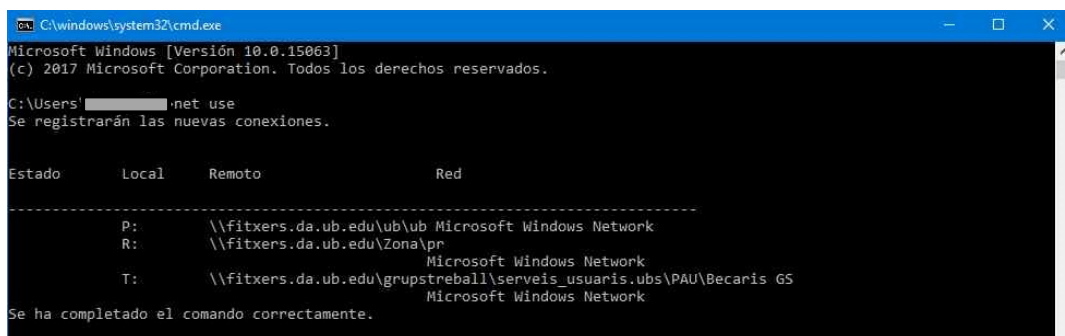 C:\windows\system32\cmd.exe
Microsoft Windows [Versión 10.0.15063]
(c) 2017 Microsoft Corporation. Todos los derechos reservados.
C:\Users' net use
Se registrarán las nuevas conexiones.
Estado Local Remoto Red
-------------------------------------------------------------------------------
P: \\fitxers.da.ub.edu\ub\ub Microsoft Windows Network
R: \\fitxers.da.ub.edu\Zona\pr
Microsoft Windows Network
T: \\fitxers.da.ub.edu\grupstreball\serveis_usuaris.ubs\PAU\Becaris GS
Microsoft Windows Network
Se ha completado el comando correctamente.